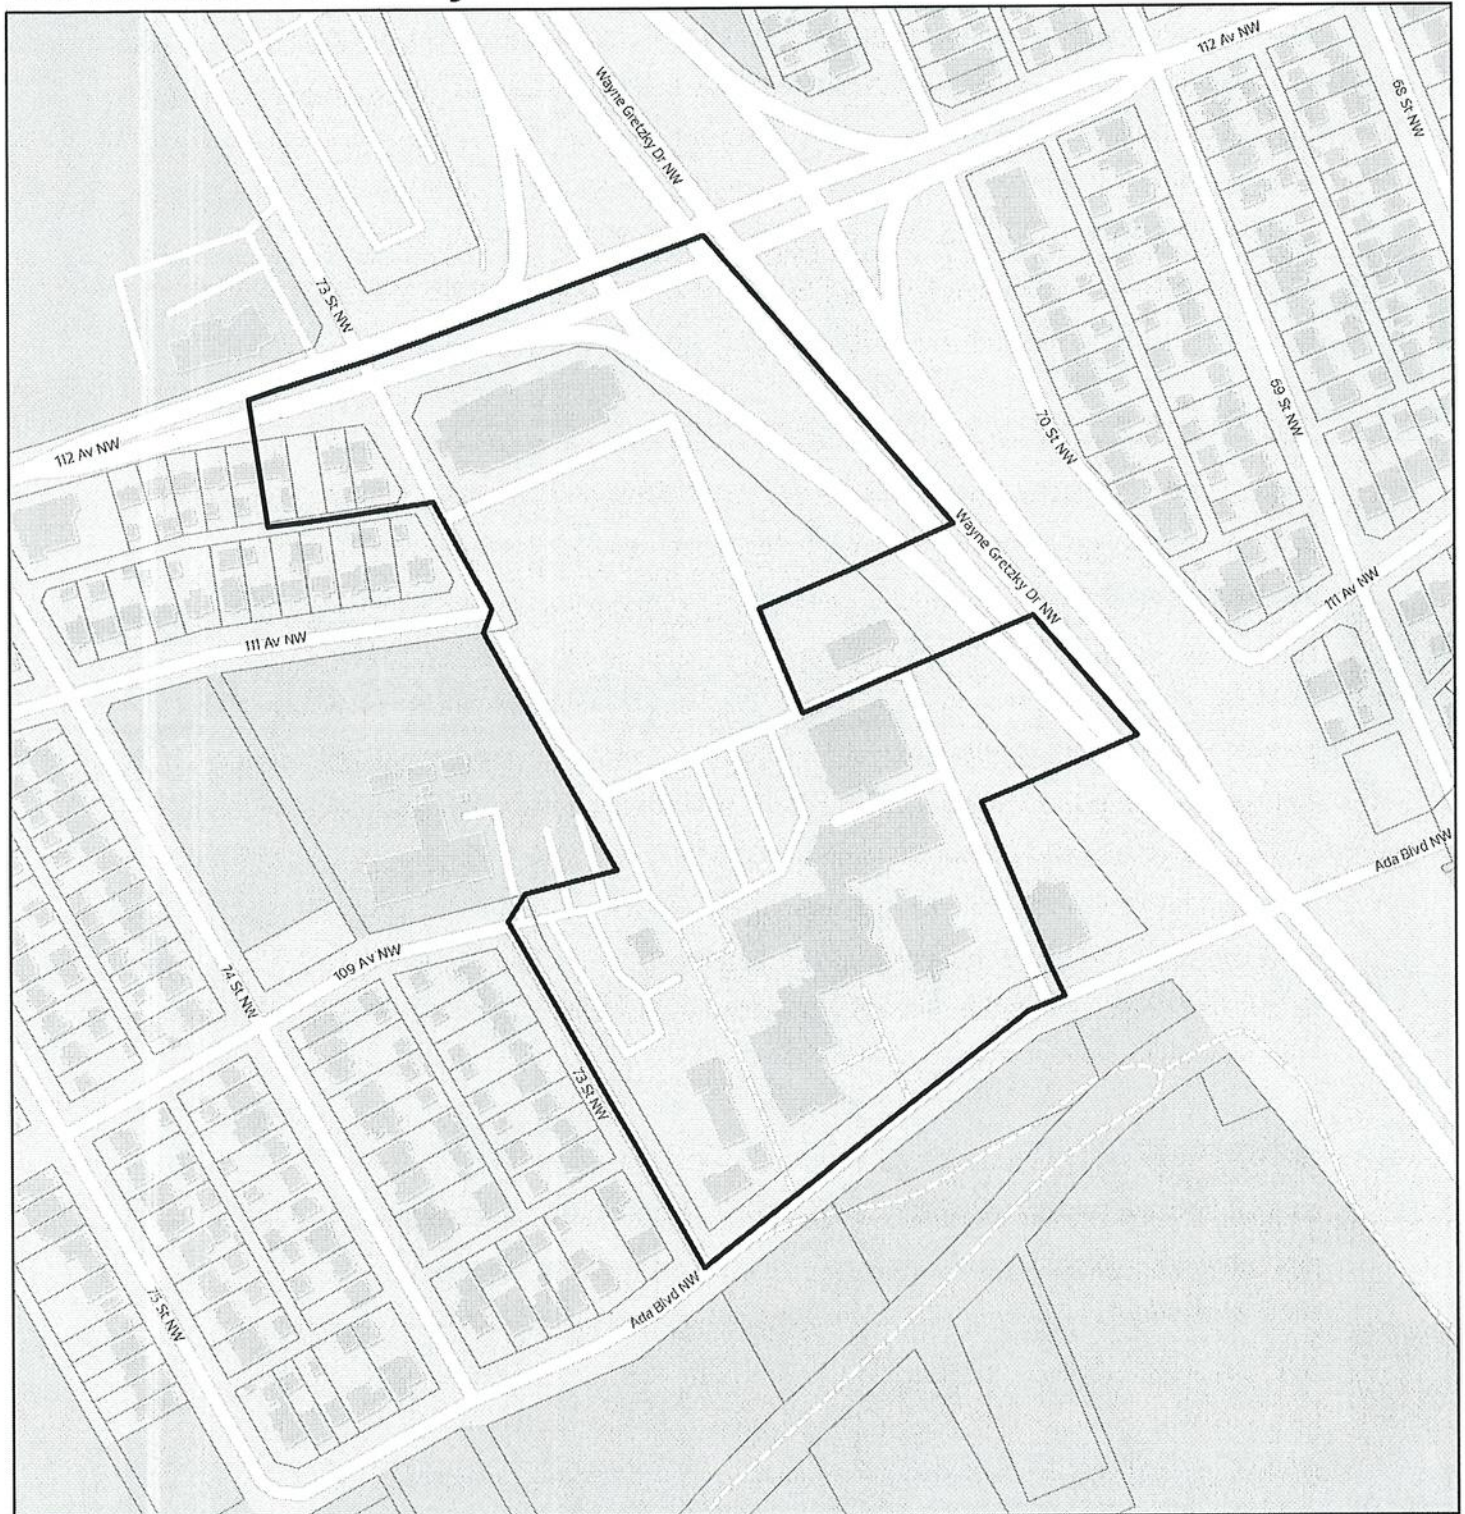 112 Av NW
68 St NW
Wayne Gretzky Dr NW
73 St NW
69 St NW
70 St NW
112 Av NW
Wayne Gretzky Dr NW
111 Av NW
111 Av NW
Ada Blvd NW
109 Av NW
74 St NW
73 St NW
Ada Blvd NW
75 St NW